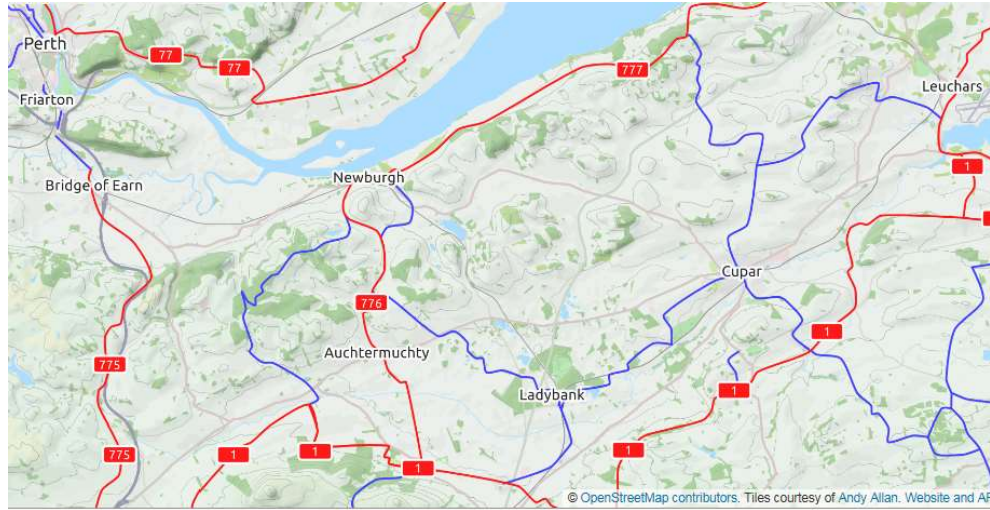 Perth
77
77
777
Friarton
Leuchars
1
Bridge of Earn
Newburgh
Cupar
776
1
Auchtermuchty
775
1
Ladybank
775
1
1
1
1
© OpenStreetMap contributors. Tiles courtesy of Andy Allan. Website and AP